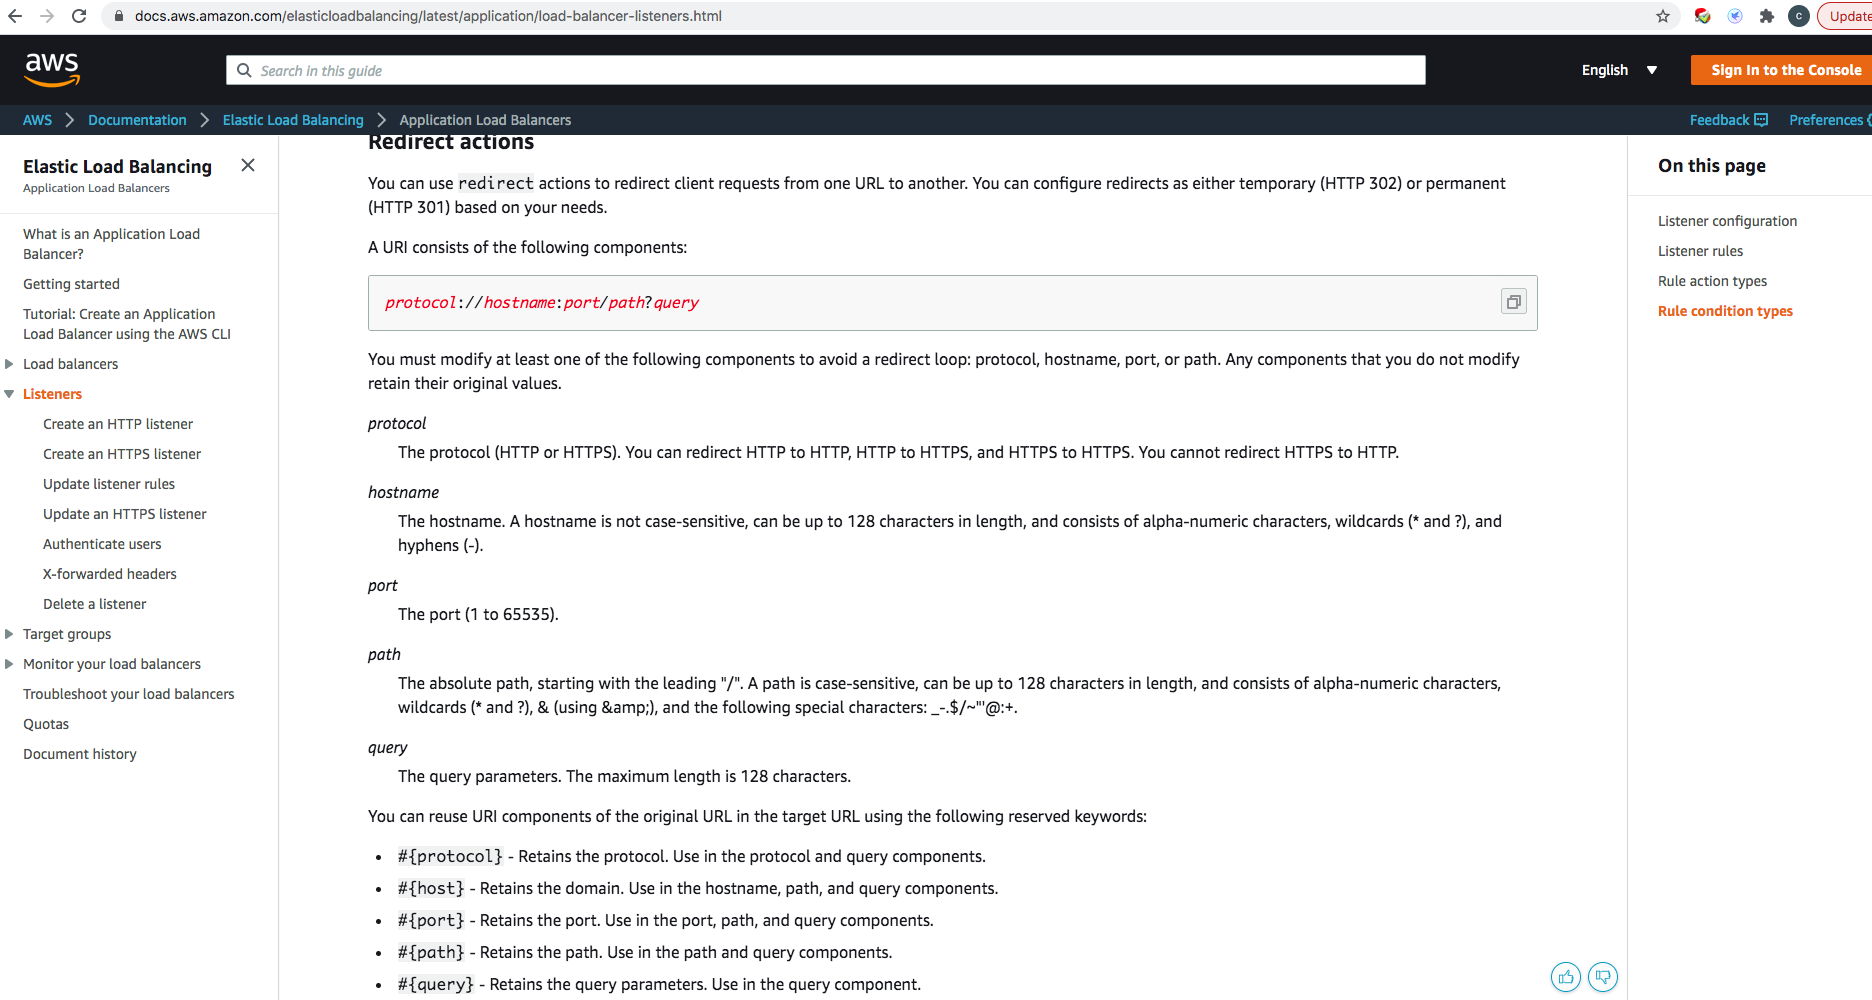 docs.aws.amazon.com/elasticloadbalancing/latest/application/load-balancer-listeners.html
C
Update
aws
Search in this guide
English
Sign In to the Console
AWS
Documentation
Elastic Load Balancing
Application Load Balancers
Feedback
Preferences
Elastic Load Balancing
Application Load Balancers
What is an Application Load
Balancer?
Getting started
Tutorial: Create an Application
Load Balancer using the AWS CLI
Load balancers
Listeners
Create an HTTP listener
Create an HTTPS listener
Update listener rules
Update an HTTPS listener
Authenticate users
X-forwarded headers
Delete a listener
Target groups
Monitor your load balancers
Troubleshoot your load balancers
Quotas
Document history
Redirect actions
You can use redirect actions to redirect client requests from one URL to another. You can configure redirects as either temporary (HTTP 302) or permanent
(HTTP 301) based on your needs.
A URI consists of the following components:
protocol://hostname:port/path?query
You must modify at least one of the following components to avoid a redirect loop: protocol, hostname, port, or path. Any components that you do not modify
retain their original values.
protocol
The protocol (HTTP or HTTPS). You can redirect HTTP to HTTP, HTTP to HTTPS, and HTTPS to HTTPS. You cannot redirect HTTPS to HTTP.
hostname
The hostname. A hostname is not case-sensitive, can be up to 128 characters in length, and consists of alpha-numeric characters, wildcards (* and ?), and
hyphens (-).
port
The port (1 to 65535).
path
The absolute path, starting with the leading "/". A path is case-sensitive, can be up to 128 characters in length, and consists of alpha-numeric characters,
wildcards (* and ?), & (using &amp;), and the following special characters: _-.$/~"'@:+.
query
The query parameters. The maximum length is 128 characters.
You can reuse URI components of the original URL in the target URL using the following reserved keywords:
• #{protocol} - Retains the protocol. Use in the protocol and query components.
• #{host} - Retains the domain. Use in the hostname, path, and query components.
• #{port} - Retains the port. Use in the port, path, and query components.
• #{path} - Retains the path. Use in the path and query components.
• #{query} - Retains the query parameters. Use in the query component.
On this page
Listener configuration
Listener rules
Rule action types
Rule condition types